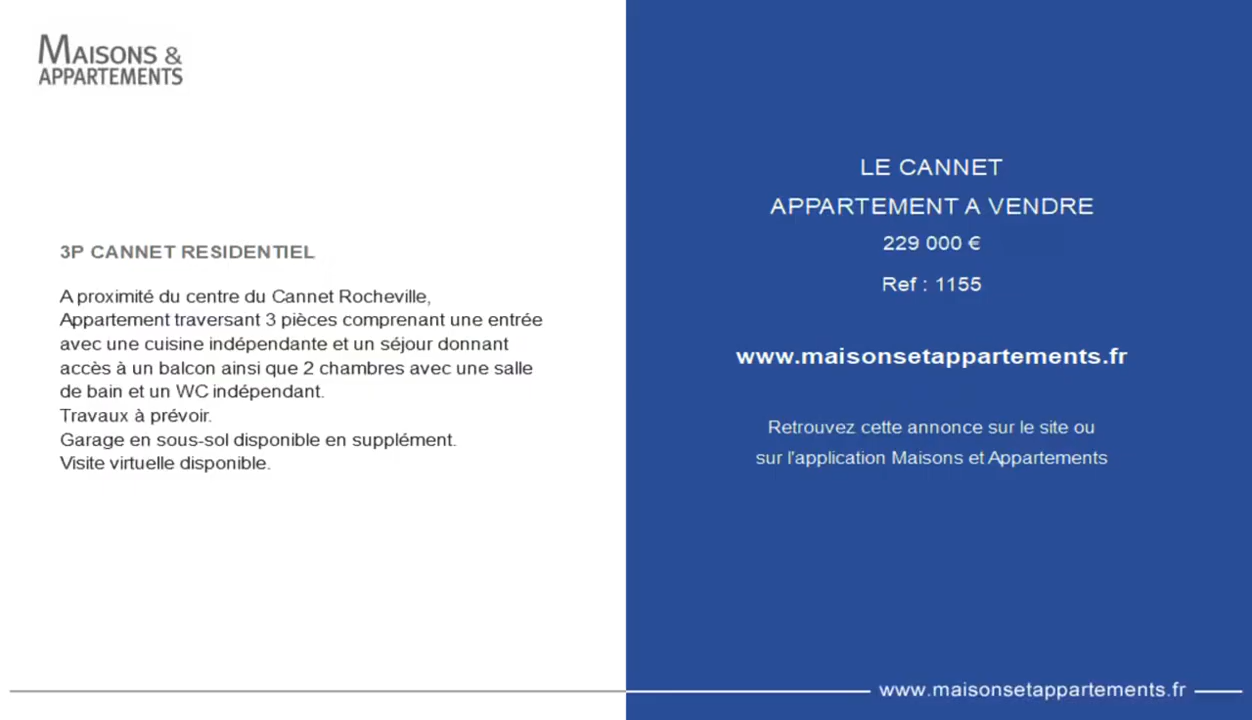 MAISONS &
APPARTEMENTS
3P CANNET RESIDENTIEL
A proximité du centre du Cannet Rocheville,
Appartement traversant 3 pièces comprenant une entrée
avec une cuisine indépendante et un séjour donnant
accès à un balcon ainsi que 2 chambres avec une salle
de bain et un WC indépendant.
Travaux à prévoir.
Garage en sous-sol disponible en supplément.
Visite virtuelle disponible.
LE CANNET
APPARTEMENT A VENDRE
229 000 €
Ref : 1155
www.maisonsetappartements.fr
Retrouvez cette annonce sur le site ou
sur l'application Maisons et Appartements
www.maisonsetappartements.fr